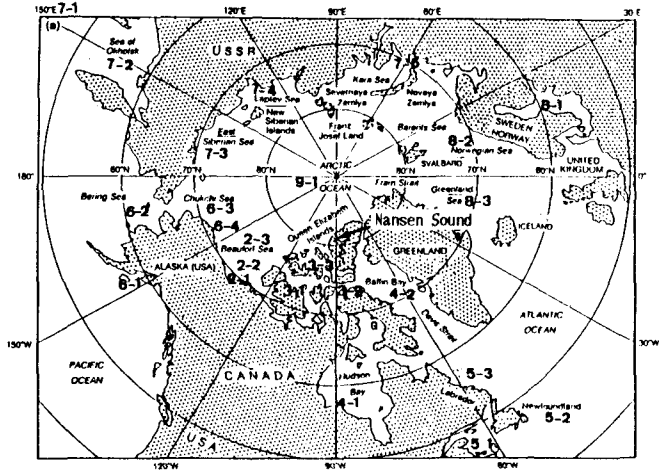 150°E 7-1
120°E
90°E
60°E
30 E
(a)
Sea of
Okhotsk
7-2
USSR
Kara Sea
7-4
Laptev Sea
Severnaya
Zemlya
Novaya
Zemlya
New
Siberian
Islands
Franz
Josef Land
Barents Sea
8-1
SWEDEN
NORWAY
East
Siberian Sea
7-3
8-2
Norwegian Sea
SVALBARD
UNITED
KINGDOM
180°
60°N
70°N
80°N
9-1
ARCTIC
OCEAN
Fram Strait
Greenland
Sea 8-3
60°N
0°
Bering Sea
6-2
Chukchi Sea
6-3
6-4
Queen Elizabeth
Islands
Nansen Sound
ICELAND
2-3
Beaufort Sea
2-2
ALASKA (USA)
GREENLAND
6-1
Baffin Bay
4-2
Davis Strait
ATLANTIC
OCEAN
150°W
30°W
PACIFIC
OCEAN
CANADA
Hudson
Bay
4-1
5-3
Labrador
Newfoundland
5-2
USA
5-1
120°W
90°W
60°W